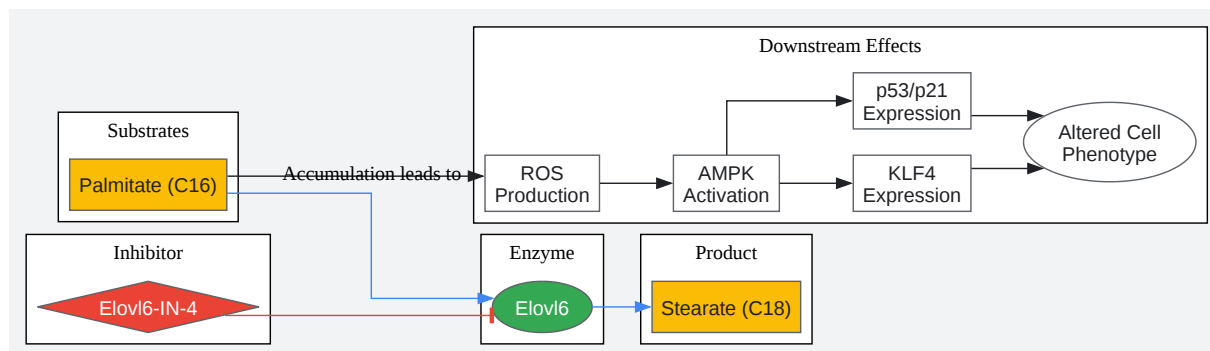 Downstream Effects
Substrates
Palmitate (C16)
Accumulation leads to
ROS
Production
AMPK
Activation
p53/p21
Expression
KLF4
Expression
Altered Cell
Phenotype
Inhibitor
Elovl6-IN-4
Enzyme
Elovl6
Product
Stearate (C18)